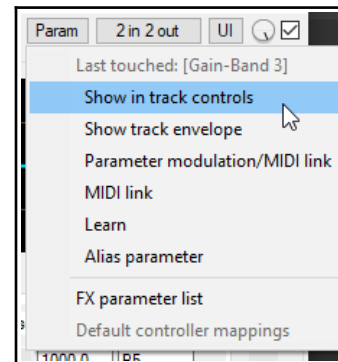 Param 2 in 2 out UI
Last touched: [Gain-Band 3]
Show in track controls
Show track envelope
Parameter modulation/MIDI link
MIDI link
Learn
Alias parameter
FX parameter list
Default controller mappings